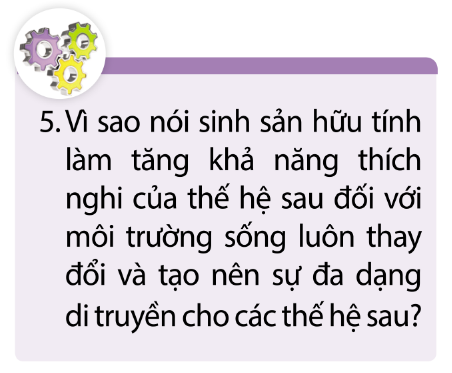 5. Vì sao nói sinh sản hữu tính
làm tăng khả năng thích
nghi của thế hệ sau đối với
môi trường sống luôn thay
đổi và tạo nên sự đa dạng
di truyền cho các thế hệ sau?